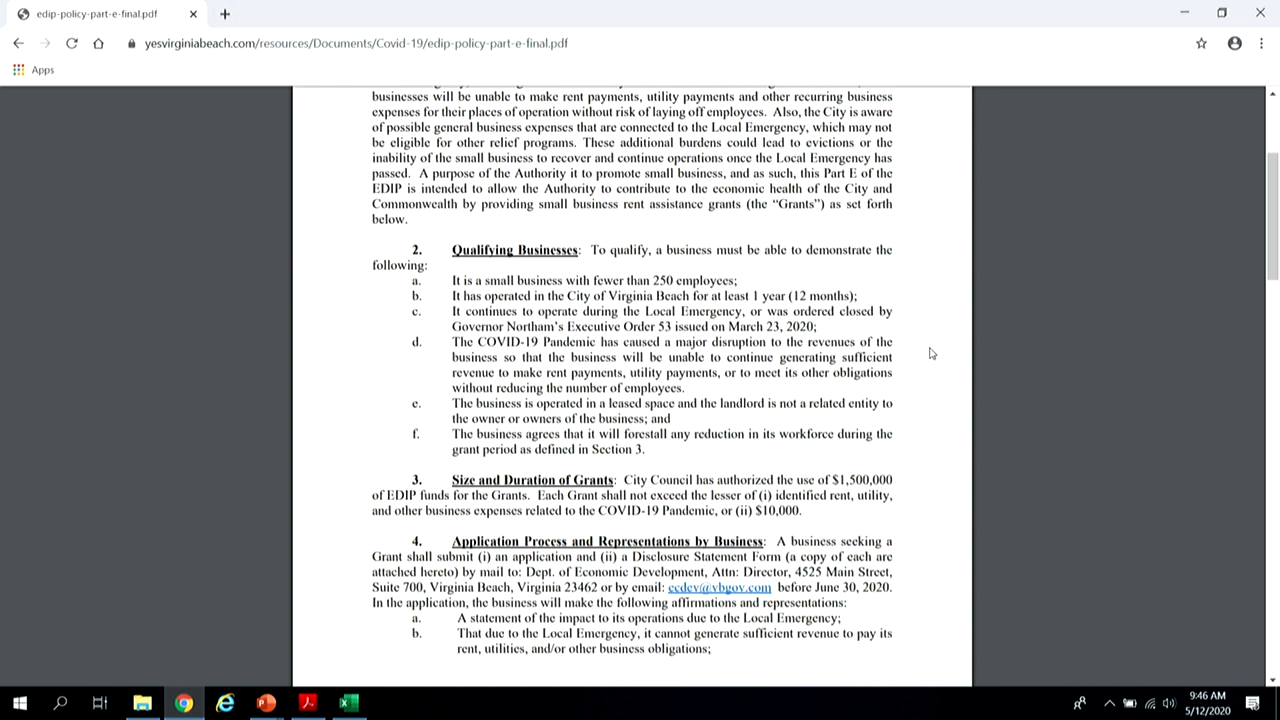 edip-policy-part-e-final.pdf
yesvirginiabeach.com/resources/Documents/Covid-19/edip-policy-part-e-final.pdf
Apps
businesses will be unable to make rent payments, utility payments and other recurring business
expenses for their places of operation without risk of laying off employees. Also, the City is aware
of possible general business expenses that are connected to the Local Emergency, which may not
be eligible for other relief programs. These additional burdens could lead to evictions or the
inability of the small business to recover and continue operations once the Local Emergency has
passed. A purpose of the Authority it to promote small business, and as such, this Part E of the
EDIP is intended to allow the Authority to contribute to the economic health of the City and
Commonwealth by providing small business rent assistance grants (the “Grants”) as set forth
below.
2. Qualifying Businesses: To qualify, a business must be able to demonstrate the
following:
a. It is a small business with fewer than 250 employees;
b. It has operated in the City of Virginia Beach for at least 1 year (12 months);
c. It continues to operate during the Local Emergency, or was ordered closed by
Governor Northam’s Executive Order 53 issued on March 23, 2020;
d. The COVID-19 Pandemic has caused a major disruption to the revenues of the
business so that the business will be unable to continue generating sufficient
revenue to make rent payments, utility payments, or to meet its other obligations
without reducing the number of employees.
e. The business is operated in a leased space and the landlord is not a related entity to
the owner or owners of the business; and
f. The business agrees that it will forestall any reduction in its workforce during the
grant period as defined in Section 3.
3. Size and Duration of Grants: City Council has authorized the use of $1,500,000
of EDIP funds for the Grants. Each Grant shall not exceed the lesser of (i) identified rent, utility,
and other business expenses related to the COVID-19 Pandemic, or (ii) $10,000.
4. Application Process and Representations by Business: A business seeking a
Grant shall submit (i) an application and (ii) a Disclosure Statement Form (a copy of each are
attached hereto) by mail to: Dept. of Economic Development, Attn: Director, 4525 Main Street,
Suite 700, Virginia Beach, Virginia 23462 or by email: ecdev@vbgov.com before June 30, 2020.
In the application, the business will make the following affirmations and representations:
a. A statement of the impact to its operations due to the Local Emergency;
b. That due to the Local Emergency, it cannot generate sufficient revenue to pay its
rent, utilities, and/or other business obligations;
9:46 AM
5/12/2020